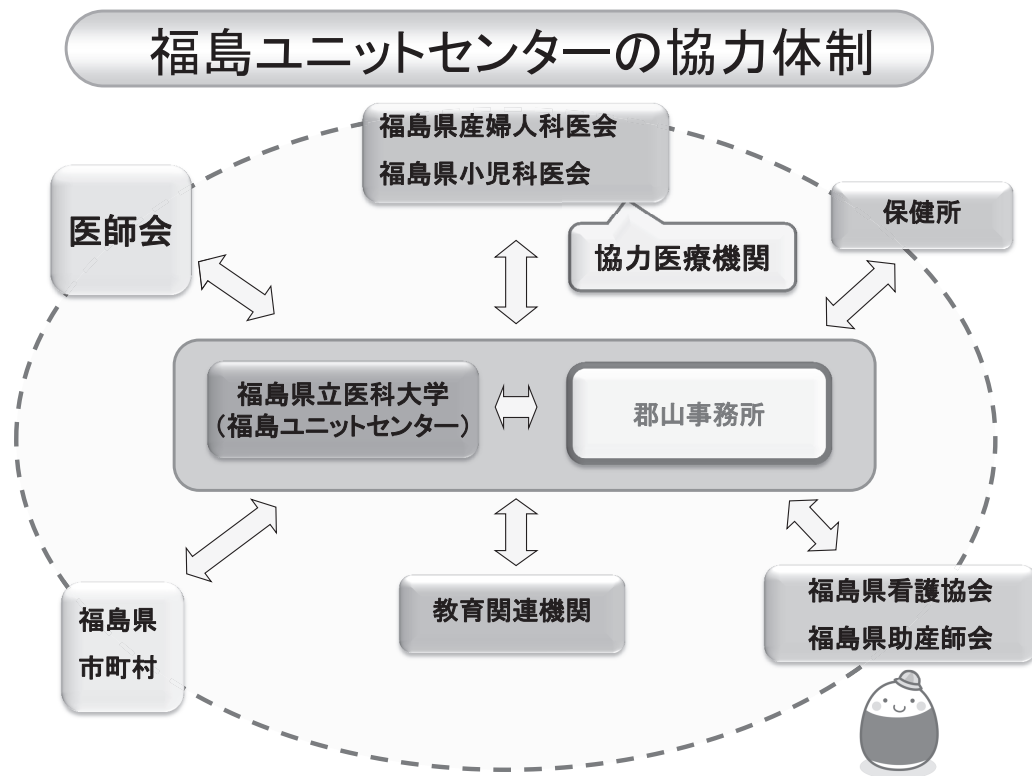 福島ユニットセンターの協力体制
福島県産婦人科医会
福島県小児科医会
医師会
保健所
協力医療機関
福島県立医科大学
（福島ユニットセンター）
郡山事務所
福島県
市町村
教育関連機関
福島県看護協会
福島県助産師会